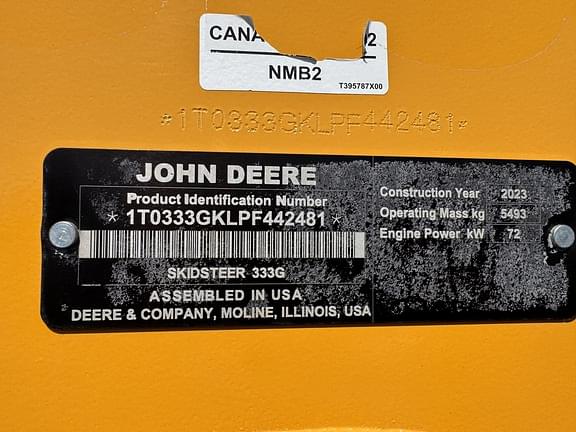 CANA 2
NMB2
T395787X00
*1T0333GKLPF442481*
JOHN DEERE
Product Identification Number
* 1T0333GKLPF442481 *
SKIDSTEER 333G
ASSEMBLED IN USA
DEERE & COMPANY, MOLINE, ILLINOIS, USA
Construction Year 2023
Operating Mass kg 5493
Engine Power kW 72